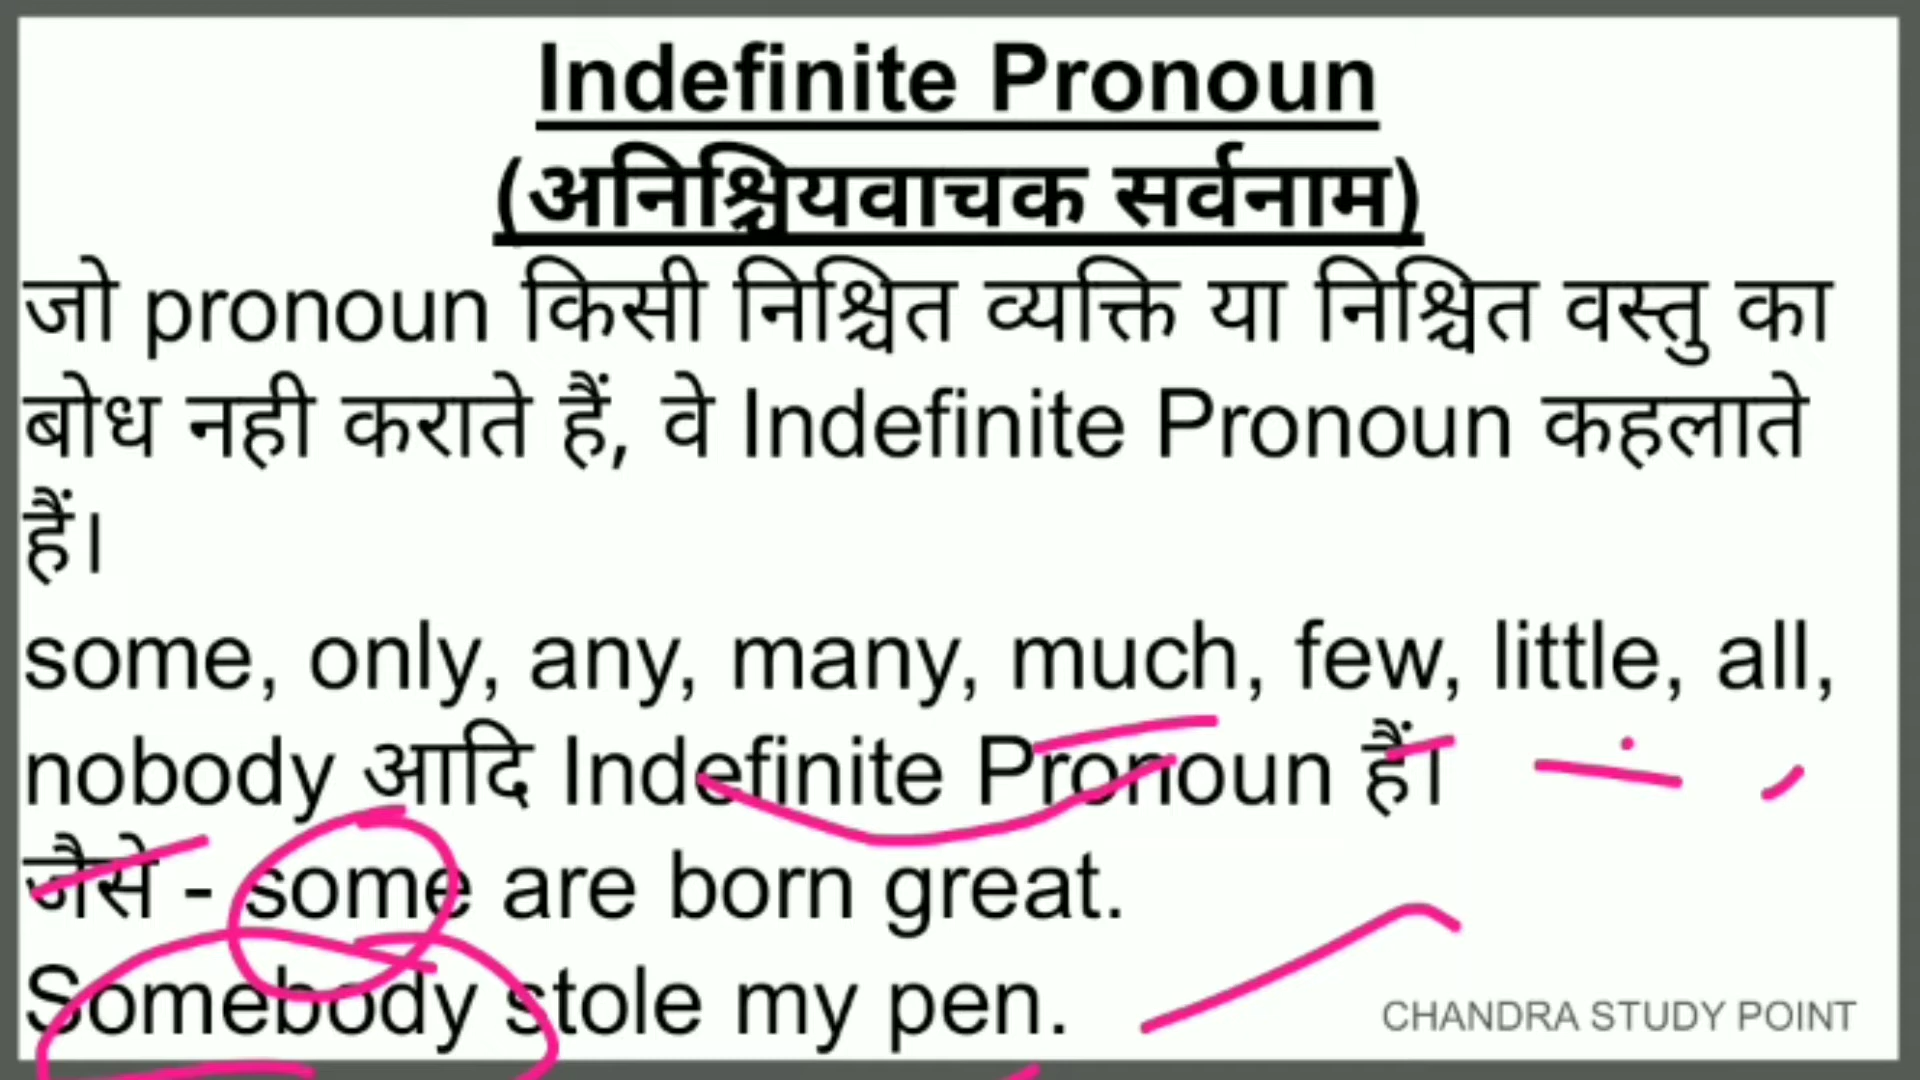 Indefinite Pronoun
(अनिश्चियवाचक सर्वनाम)
जो pronoun किसी निश्चित व्यक्ति या निश्चित वस्तु का
बोध नही कराते हैं, वे Indefinite Pronoun कहलाते
हैं।
some, only, any, many, much, few, little, all,
nobody आदि Indefinite Pronoun हैं।
जैसे - some are born great.
Somebody stole my pen.
CHANDRA STUDY POINT